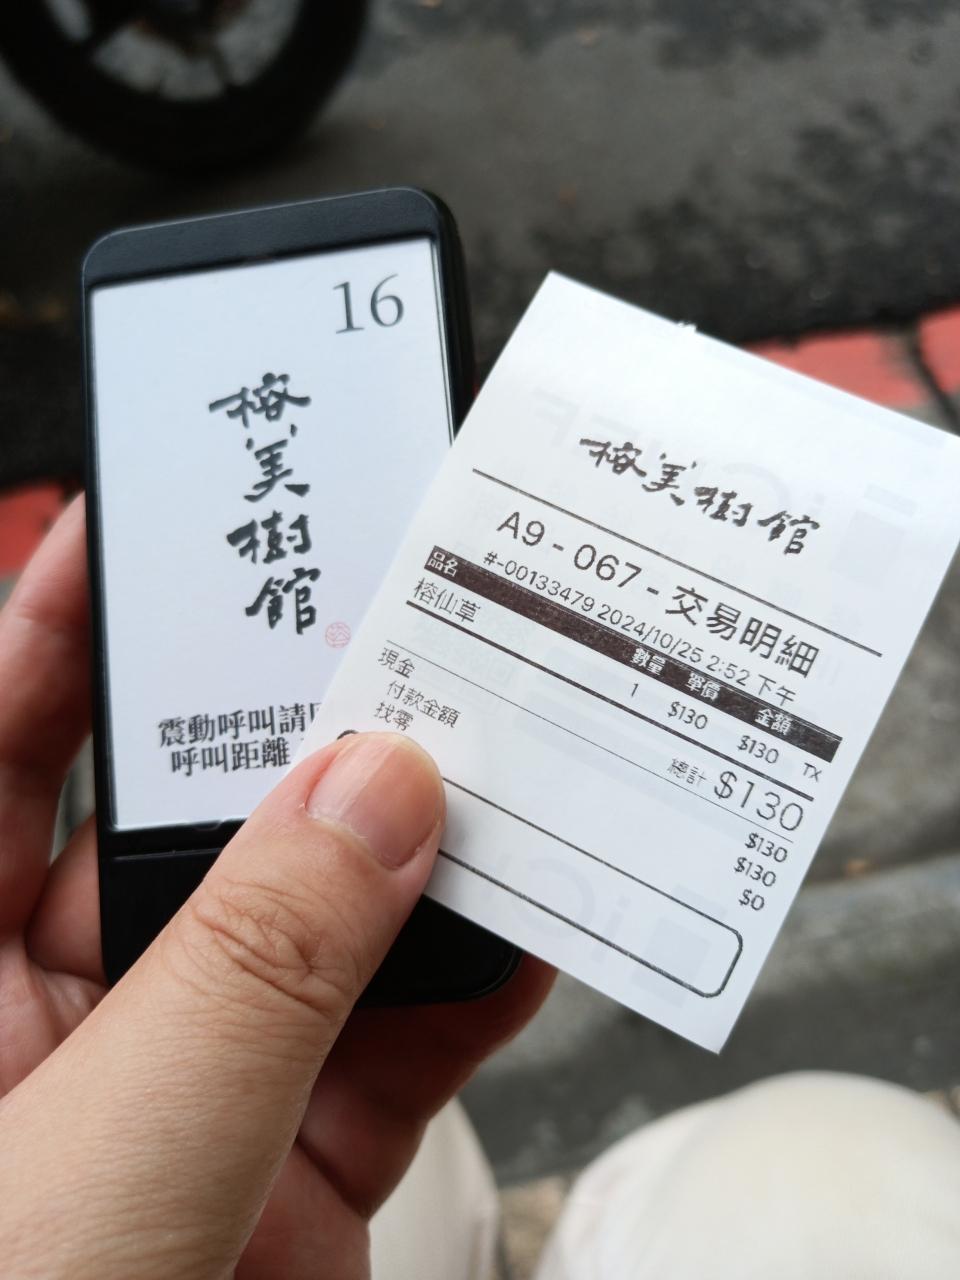 16
榕
美
樹
館
震動呼叫請
呼叫距離
榕美樹館
A9 - 067 - 交易明細
#-00133479 2024/10/25 2:52 下午
品名 數量 單價 金額
榕仙草 1 $130 $130 TX
總計 $130
現金 $130
付款金額 $130
找零 $0